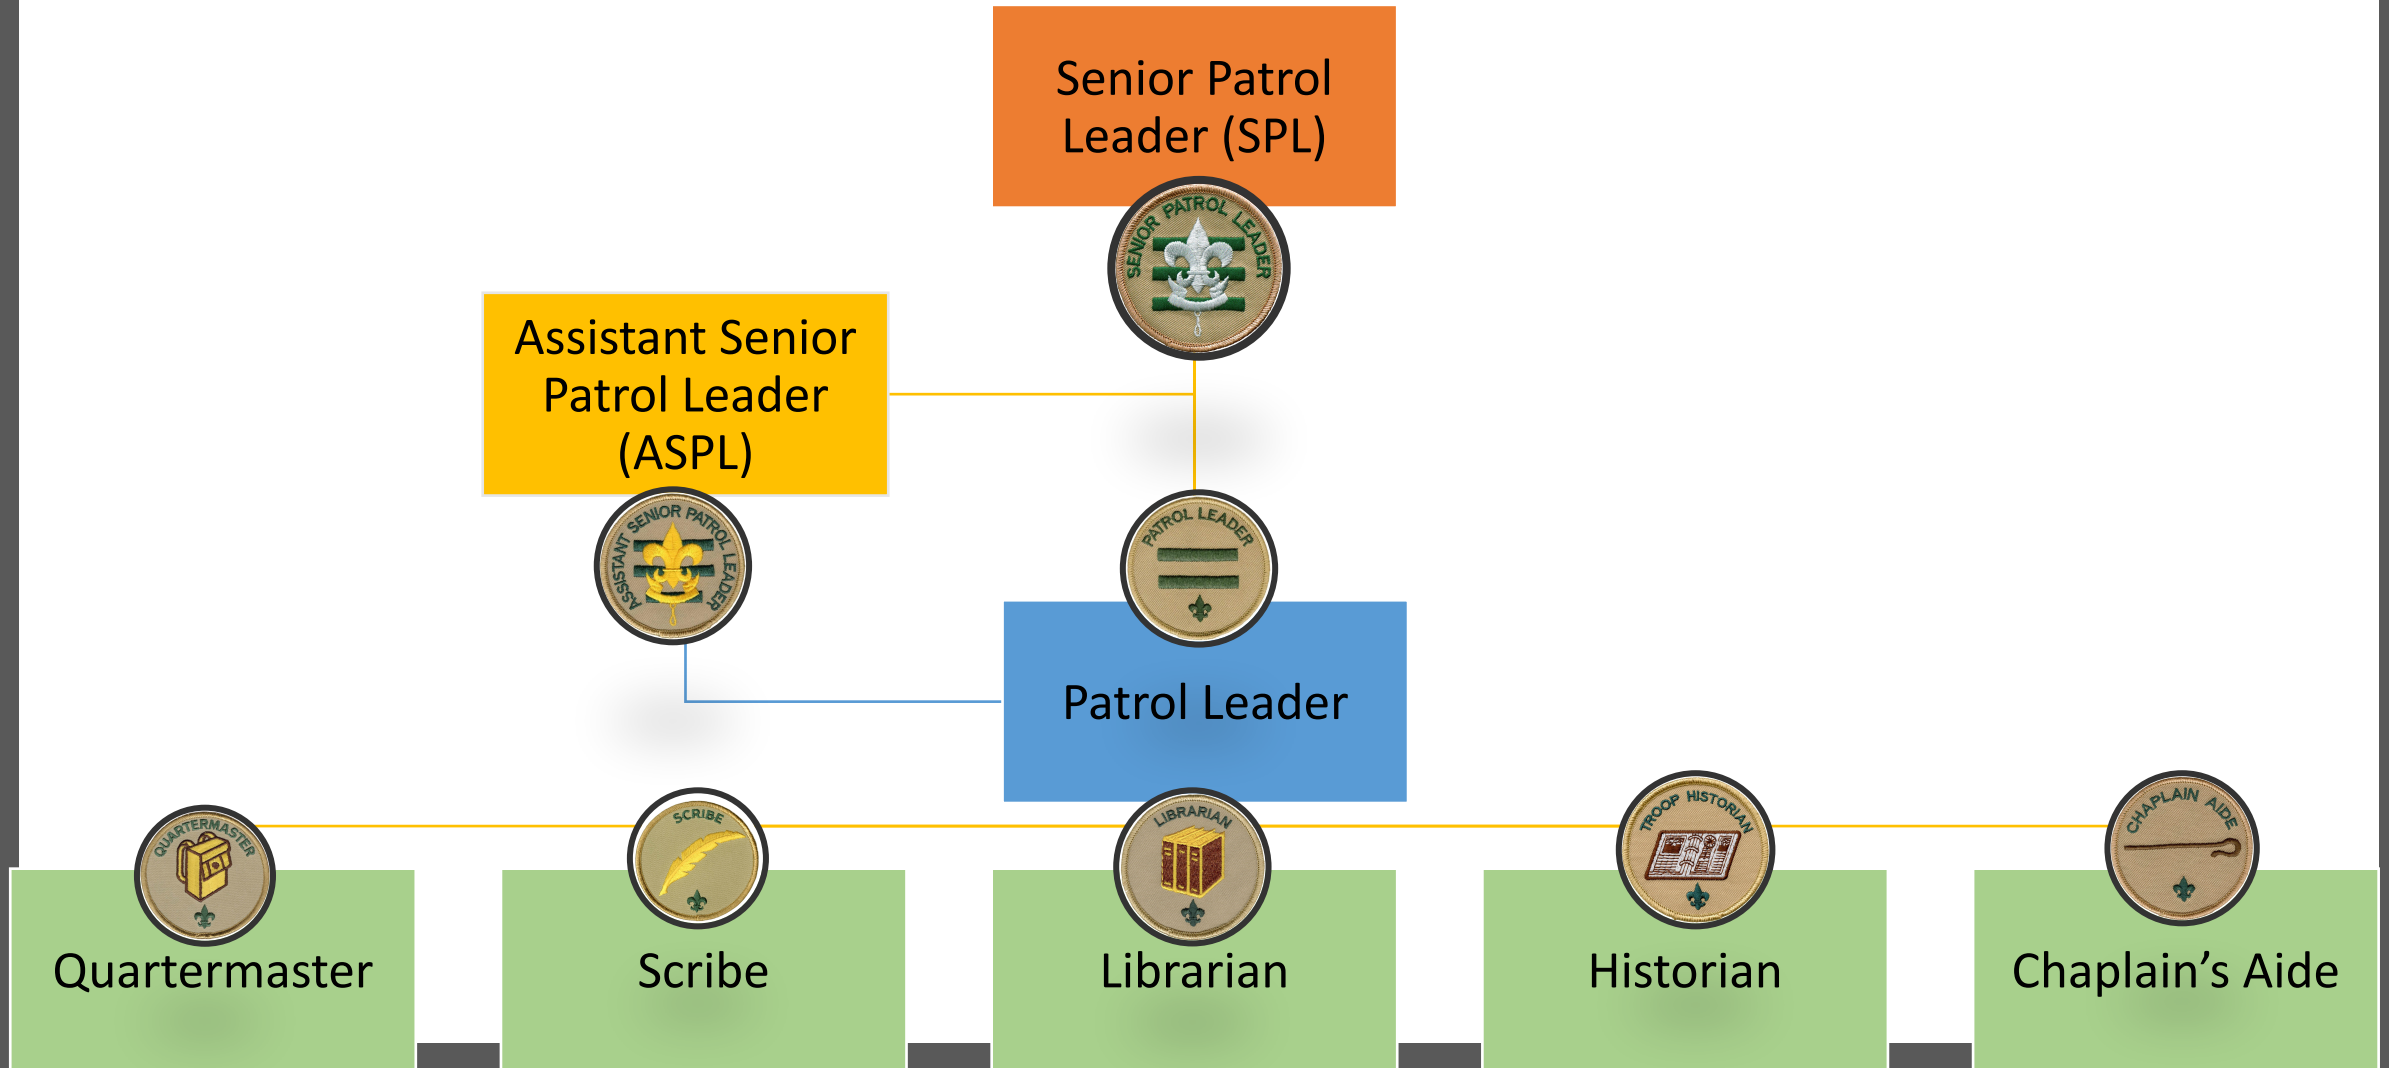 Senior Patrol
Leader (SPL)
SENIOR PATROL LEADER
Assistant Senior
Patrol Leader
(ASPL)
ASSISTANT SENIOR PATROL LEADER
PATROL LEADER
Patrol Leader
QUARTERMASTER
SCRIBE
LIBRARIAN
TROOP HISTORIAN
CHAPLAIN AIDE
Quartermaster
Scribe
Librarian
Historian
Chaplain’s Aide